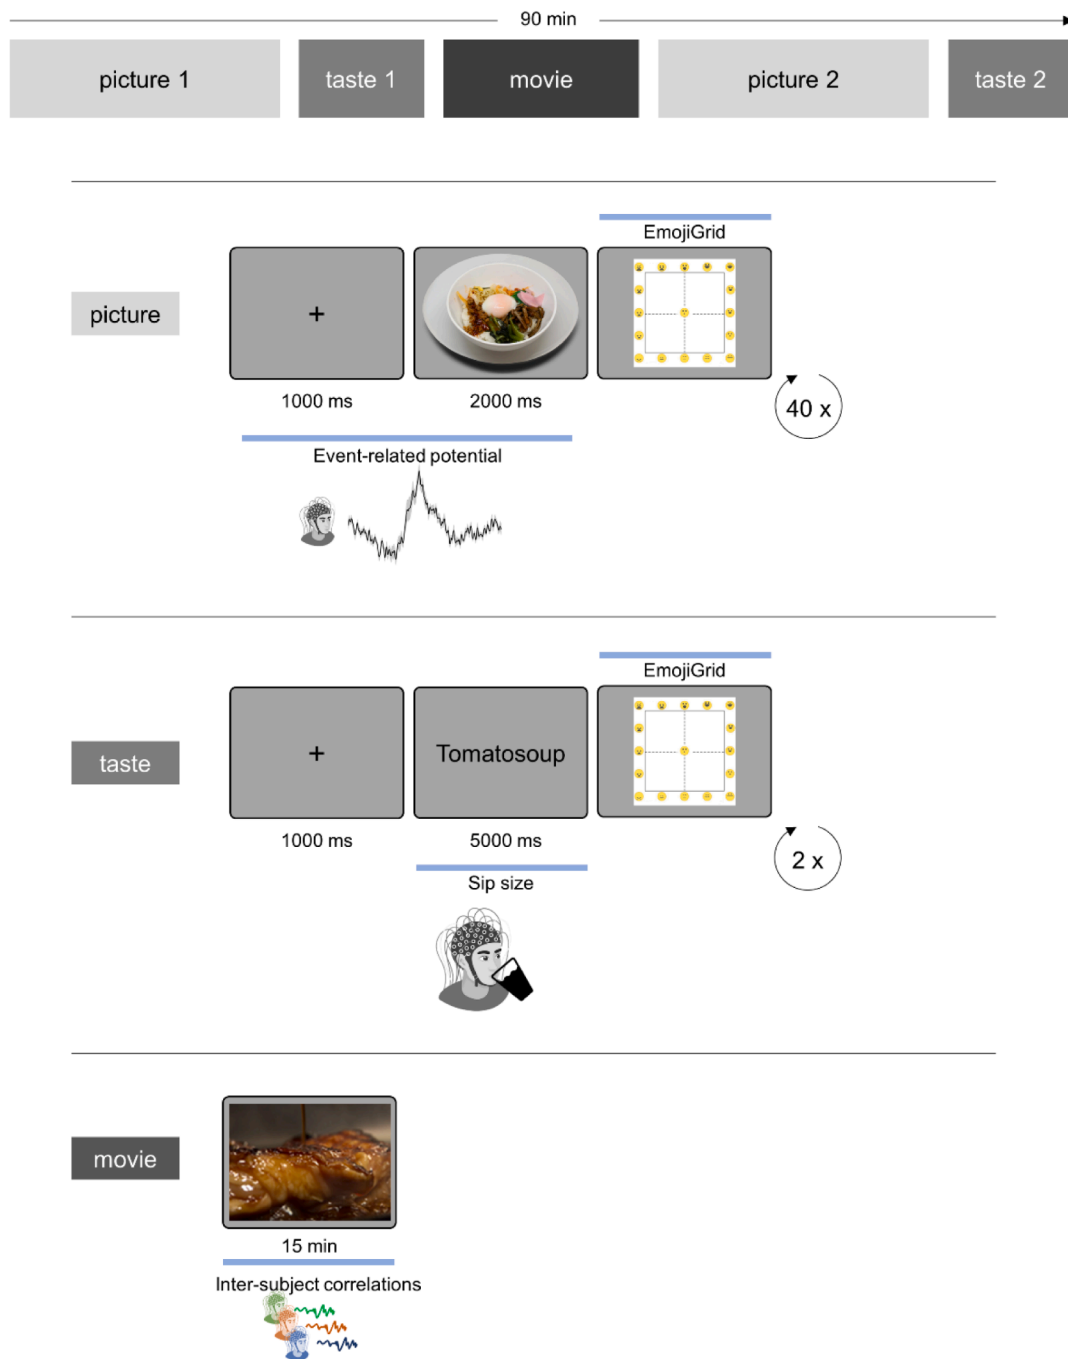 90 min
picture 1
taste 1
movie
picture 2
taste 2
EmojiGrid
picture
+
1000 ms
2000 ms
40 x
Event-related potential
EmojiGrid
taste
+
Tomatosoup
1000 ms
5000 ms
2 x
Sip size
movie
15 min
Inter-subject correlations